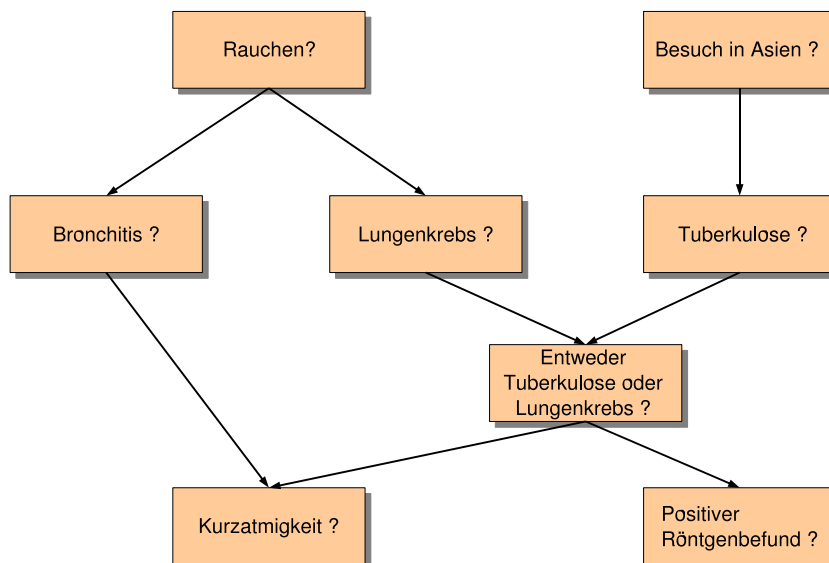 Rauchen?
Besuch in Asien ?
Bronchitis ?
Lungenkrebs ?
Tuberkulose ?
Entweder
Tuberkulose oder
Lungenkrebs ?
Kurzatmigkeit ?
Positiver
Röntgenbefund ?